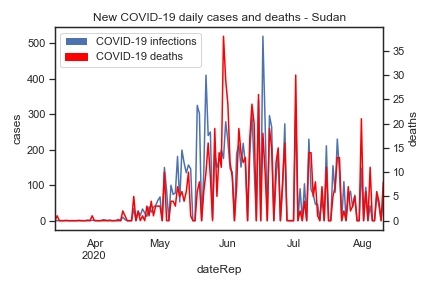 New COVID-19 daily cases and deaths - Sudan
COVID-19 infections
COVID-19 deaths
500
400
300
200
100
0
cases
35
30
25
20
15
10
5
0
deaths
Apr
2020
May
Jun
Jul
Aug
dateRep